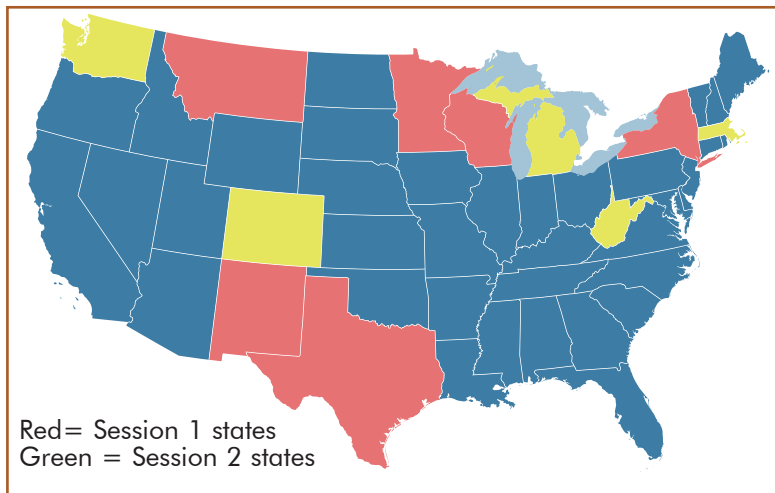 Red= Session 1 states
Green = Session 2 states